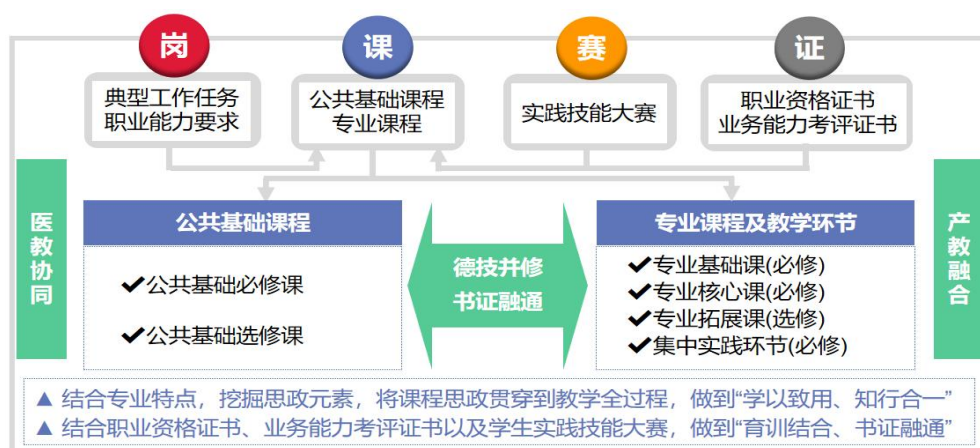 岗
课
赛
证
典型工作任务
职业能力要求
公共基础课程
专业课程
实践技能大赛
职业资格证书
业务能力考评证书
医教协同
公共基础课程
✔公共基础必修课
✔公共基础选修课
德技并修
书证融通
专业课程及教学环节
✔专业基础课(必修)
✔专业核心课(必修)
✔专业拓展课(选修)
✔集中实践环节(必修)
产教融合
▲ 结合专业特点，挖掘思政元素，将课程思政贯穿到教学全过程，做到“学以致用、知行合一”
▲ 结合职业资格证书、业务能力考评证书以及学生实践技能大赛，做到“育训结合、书证融通”